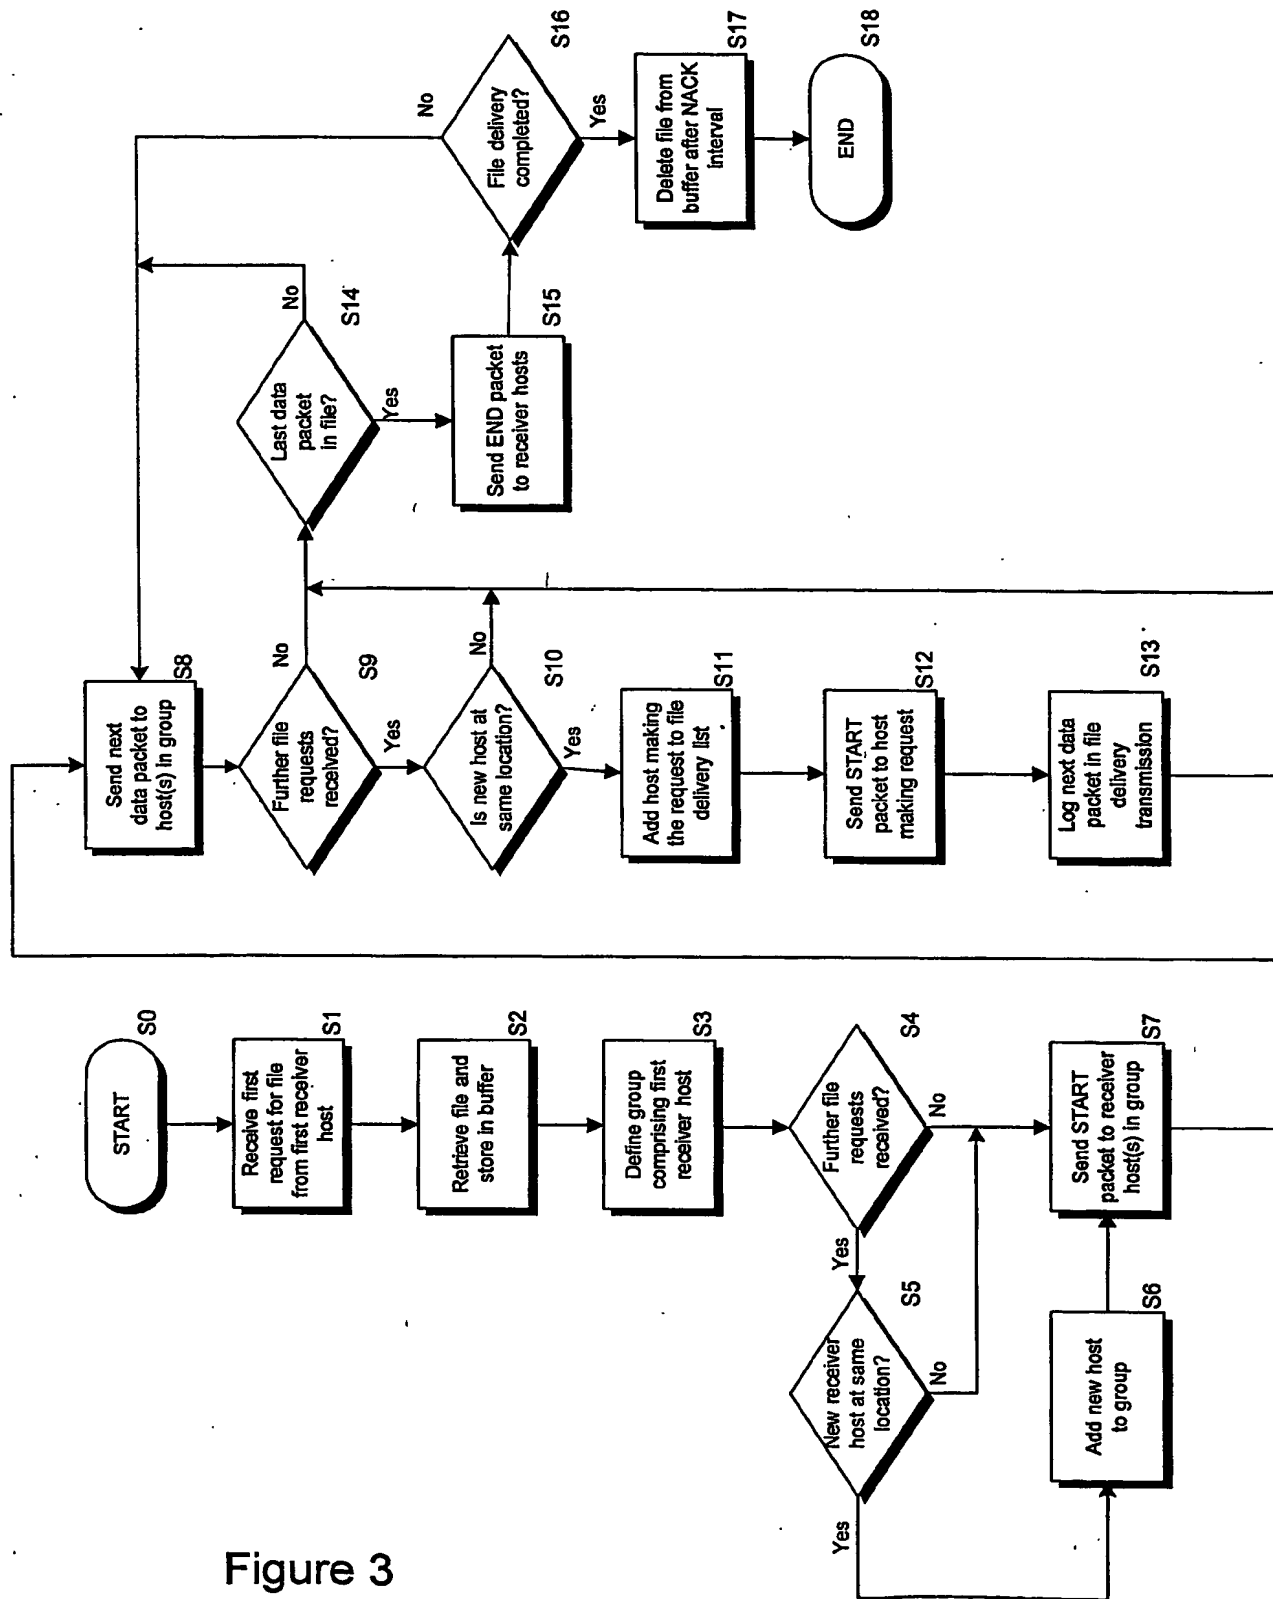 START
S0
Receive first
request for file
from first receiver
host
S1
Retrieve file and
store in buffer
S2
Define group
comprising first
receiver host
S3
Further file
requests
received?
S4
Yes
No
New receiver
host at same
location?
S5
Yes
No
Add new host
to group
S6
Send START
packet to receiver
host(s) in group
S7
Send next
data packet to
host(s) in group
S8
Further file
requests
received?
S9
No
Yes
Is new host at
same location?
S10
No
Yes
Add host making
the request to file
delivery list
S11
Send START
packet to host
making request
S12
Log next data
packet in file
delivery
transmission
S13
Last data
packet
in file?
S14
No
Yes
Send END packet
to receiver hosts
S15
File delivery
completed?
S16
No
Yes
Delete file from
buffer after NACK
interval
S17
END
S18
Figure 3